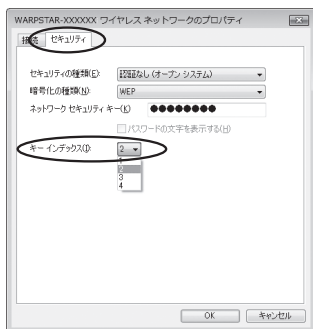 WARPSTAR-XXXXXX ワイヤレス ネットワークのプロパティ
接続 セキュリティ
セキュリティの種類(E): 認証なし (オープン システム)
暗号化の種類(N): WEP
ネットワーク セキュリティ キー(K) ●●●●●●●●
パスワードの文字を表示する(H)
キー インデックス(I): 2
1
2
3
4
OK キャンセル